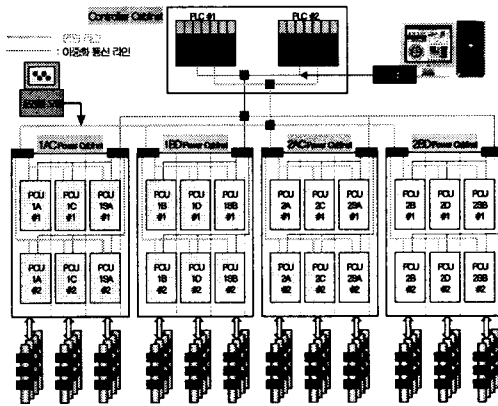 Controller Cabinet
PLC #1
PLC #2
: 이중화 통신 라인
1AC Power Cabinet
1BD Power Cabinet
2AC Power Cabinet
2BD Power Cabinet
PCU 1A #1
PCU 1C #1
PCU 1SA #1
PCU 1B #1
PCU 1D #1
PCU 1SB #1
PCU 2A #1
PCU 2C #1
PCU 2SA #1
PCU 2B #1
PCU 2D #1
PCU 2SB #1
PCU 1A #2
PCU 1C #2
PCU 1SA #2
PCU 1B #2
PCU 1D #2
PCU 1SB #2
PCU 2A #2
PCU 2C #2
PCU 2SA #2
PCU 2B #2
PCU 2D #2
PCU 2SB #2